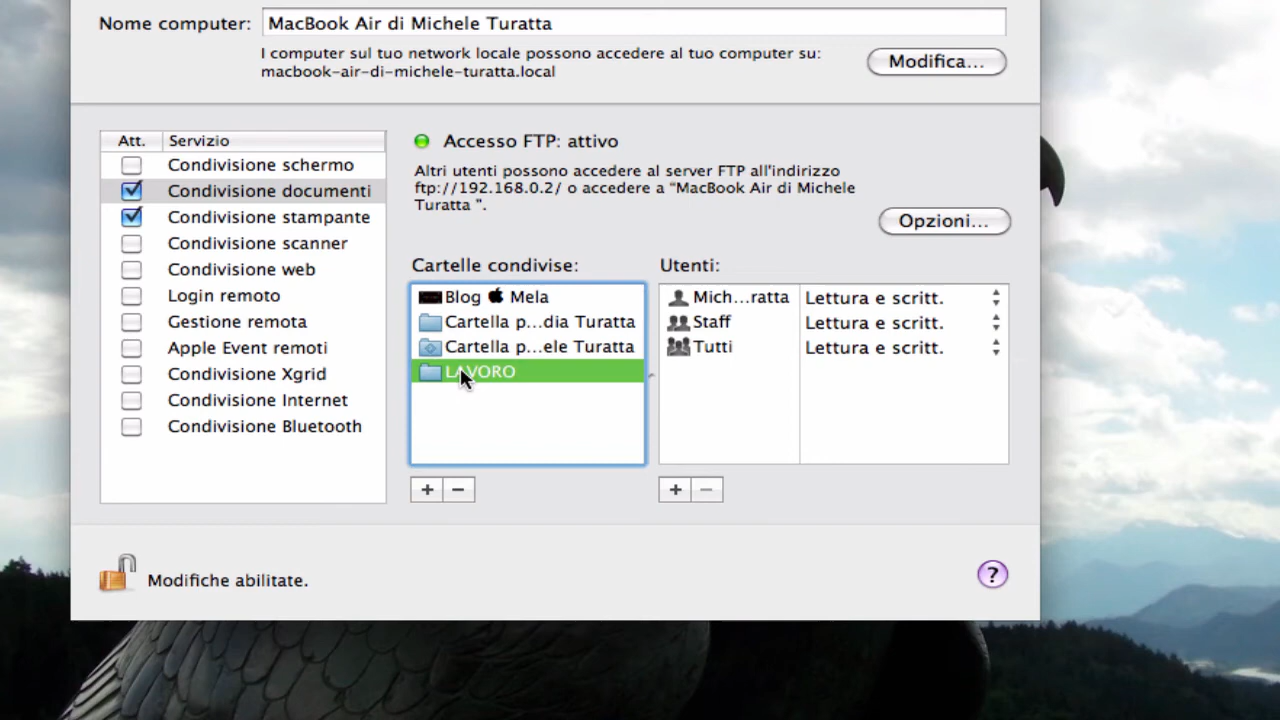 Nome computer: MacBook Air di Michele Turatta
I computer sul tuo network locale possono accedere al tuo computer su:
macbook-air-di-michele-turatta.local
Modifica...
Att. Servizio
Condivisione schermo
Condivisione documenti
Condivisione stampante
Condivisione scanner
Condivisione web
Login remoto
Gestione remota
Apple Event remoti
Condivisione Xgrid
Condivisione Internet
Condivisione Bluetooth
Accesso FTP: attivo
Altri utenti possono accedere al server FTP all'indirizzo
ftp://192.168.0.2/ o accedere a "MacBook Air di Michele
Turatta ".
Opzioni...
Cartelle condivise:
Blog Mela
Cartella p...dia Turatta
Cartella p...ele Turatta
LAVORO
+ −
Utenti:
Mich...ratta Lettura e scritt.
Staff Lettura e scritt.
Tutti Lettura e scritt.
+ −
Modifiche abilitate.
?